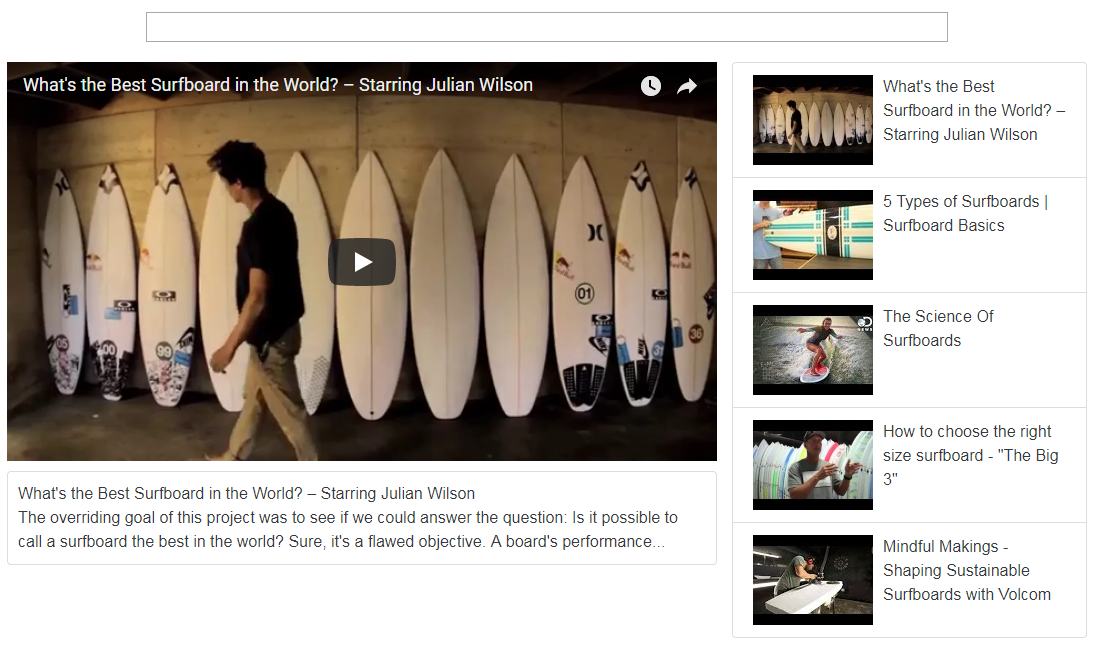 What's the Best Surfboard in the World? – Starring Julian Wilson
01
05
00
99
What's the Best Surfboard in the World? – Starring Julian Wilson
The overriding goal of this project was to see if we could answer the question: Is it possible to
call a surfboard the best in the world? Sure, it's a flawed objective. A board's performance...
What's the Best
Surfboard in the World? –
Starring Julian Wilson
5 Types of Surfboards |
Surfboard Basics
The Science Of
Surfboards
How to choose the right
size surfboard - "The Big
3"
Mindful Makings -
Shaping Sustainable
Surfboards with Volcom